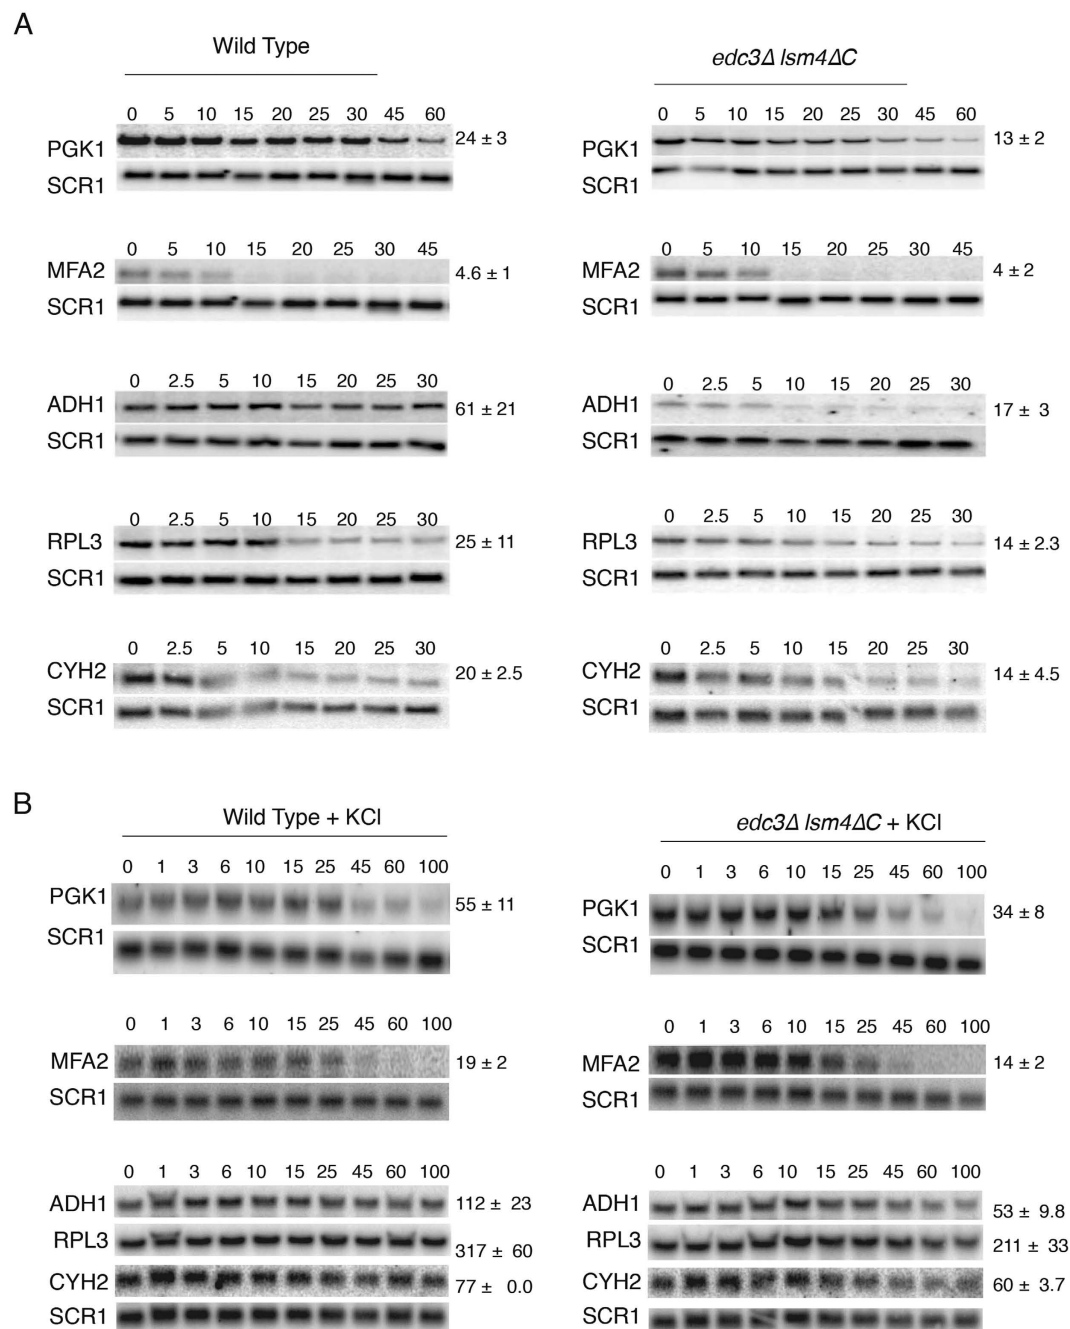 A
Wild Type
edc3Δ lsm4ΔC
0 5 10 15 20 25 30 45 60
PGK1 24 ± 3
SCR1
0 5 10 15 20 25 30 45 60
PGK1 13 ± 2
SCR1
0 5 10 15 20 25 30 45
MFA2 4.6 ± 1
SCR1
0 5 10 15 20 25 30 45
MFA2 4 ± 2
SCR1
0 2.5 5 10 15 20 25 30
ADH1 61 ± 21
SCR1
0 2.5 5 10 15 20 25 30
ADH1 17 ± 3
SCR1
0 2.5 5 10 15 20 25 30
RPL3 25 ± 11
SCR1
0 2.5 5 10 15 20 25 30
RPL3 14 ± 2.3
SCR1
0 2.5 5 10 15 20 25 30
CYH2 20 ± 2.5
SCR1
0 2.5 5 10 15 20 25 30
CYH2 14 ± 4.5
SCR1
B
Wild Type + KCl
edc3Δ lsm4ΔC + KCl
0 1 3 6 10 15 25 45 60 100
PGK1 55 ± 11
SCR1
0 1 3 6 10 15 25 45 60 100
PGK1 34 ± 8
SCR1
0 1 3 6 10 15 25 45 60 100
MFA2 19 ± 2
SCR1
0 1 3 6 10 15 25 45 60 100
MFA2 14 ± 2
SCR1
0 1 3 6 10 15 25 45 60 100
ADH1 112 ± 23
RPL3 317 ± 60
CYH2 77 ± 0.0
SCR1
0 1 3 6 10 15 25 45 60 100
ADH1 53 ± 9.8
RPL3 211 ± 33
CYH2 60 ± 3.7
SCR1